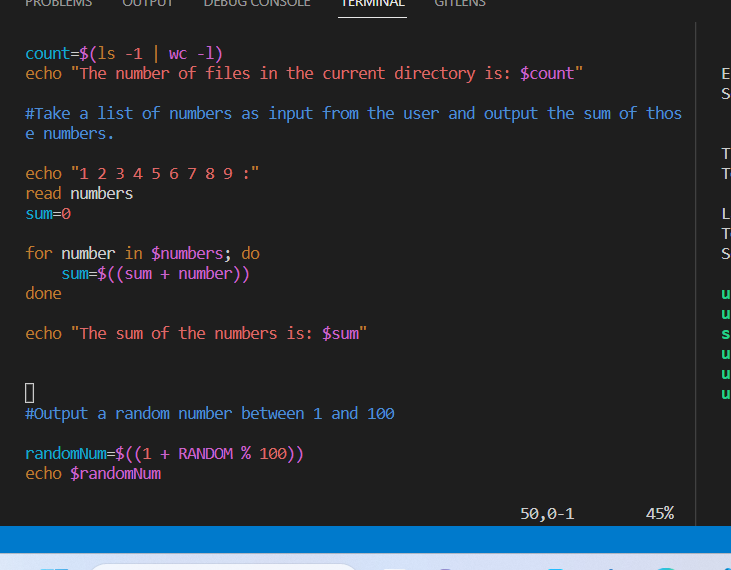 PROBLEMS OUTPUT DEBUG CONSOLE TERMINAL GITLENS
count=$(ls -1 | wc -l)
echo "The number of files in the current directory is: $count"
#Take a list of numbers as input from the user and output the sum of thos
e numbers.
echo "1 2 3 4 5 6 7 8 9 :"
read numbers
sum=0
for number in $numbers; do
    sum=$((sum + number))
done
echo "The sum of the numbers is: $sum"
#Output a random number between 1 and 100
randomNum=$((1 + RANDOM % 100))
echo $randomNum
50,0-1 45%